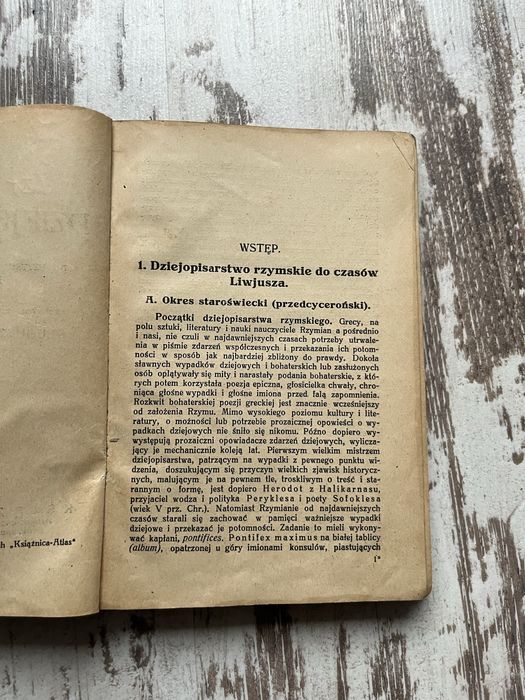 WSTĘP.
1. Dziejopisarstwo rzymskie do czasów
Liwjusza.
A. Okres staroświecki (przedcyceroński).
Początki dziejopisarstwa rzymskiego. Grecy, na
polu sztuki, literatury i nauki nauczyciele Rzymian a pośrednio
i nasi, nie czuli w najdawniejszych czasach potrzeby utrwale-
nia w piśmie zdarzeń współczesnych i przekazania ich potom-
ności w sposób jak najbardziej zbliżony do prawdy. Dokoła
sławnych wypadków dziejowych i bohaterskich lub zasłużonych
osób oplątywały się mity i narastały podania bohaterskie, z któ-
rych potem korzystała poezja epiczna, głosicielka chwały, chro-
niąca głośne wypadki i głośne imiona przed falą zapomnienia.
Rozkwit bohaterskiej poezji greckiej jest znacznie wcześniejszy
od założenia Rzymu. Mimo wysokiego poziomu kultury i lite-
ratury, o możności lub potrzebie prozaicznej opowieści o wy-
padkach dziejowych nie śniło się nikomu. Późno dopiero wy-
występują prozaiczni opowiadacze zdarzeń dziejowych, wylicza-
jący je mechanicznie koleją lat. Pierwszym wielkim mistrzem
dziejopisarstwa, patrzącym na wypadki z pewnego punktu wi-
dzenia, doszukującym się przyczyn wielkich zjawisk historycz-
nych, malującym je na pewnem tle, troskliwym o treść i sta-
rannym o formę, jest dopiero Herodot z Halikarnasu,
przyjaciel wodza i polityka Peryklesa i poety Sofoklesa
(wiek V prz. Chr.). Natomiast Rzymianie od najdawniejszych
czasów starali się zachować w pamięci ważniejsze wypadki
dziejowe i przekazać je potomności. Zadanie to mieli wykony-
wać kapłani, pontifices. Pontifex maximus na białej tablicy
(album), opatrzonej u góry imionami konsulów, piastujących
1*
„Książnica-Atlas“